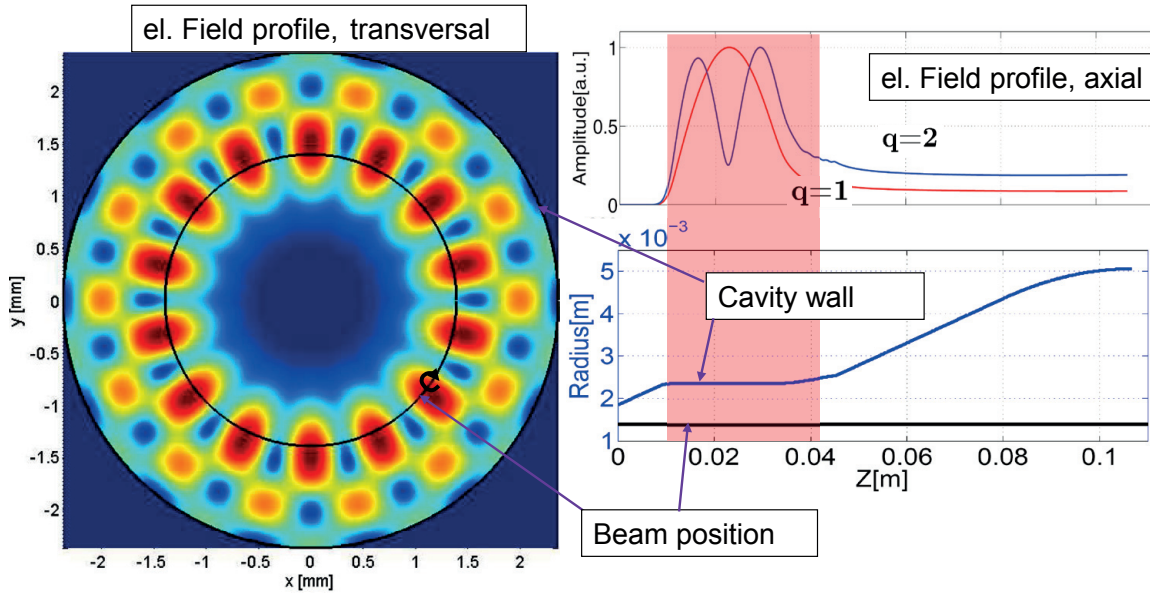 el. Field profile, transversal
2
1.5
1
0.5
0
-0.5
-1
-1.5
-2
y [mm]
-2 -1.5 -1 -0.5 0 0.5 1 1.5 2
x [mm]
Amplitude[a.u.]
1
0.5
0
el. Field profile, axial
q=2
q=1
x 10⁻³
Radius[m]
5
4
3
2
1
Cavity wall
0 0.02 0.04 0.06 0.08 0.1
Z[m]
Beam position